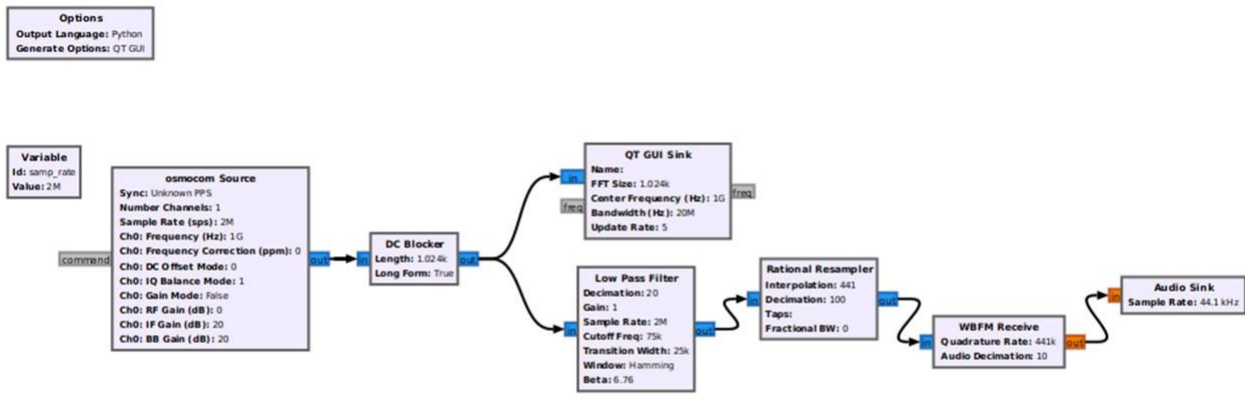 Options
Output Language: Python
Generate Options: QT GUI
Variable
Id: samp_rate
Value: 2M
osmocom Source
Sync: Unknown PPS
Number Channels: 1
Sample Rate (sps): 2M
Ch0: Frequency (Hz): 1G
Ch0: Frequency Correction (ppm): 0
Ch0: DC Offset Mode: 0
Ch0: IQ Balance Mode: 1
Ch0: Gain Mode: False
Ch0: RF Gain (dB): 0
Ch0: IF Gain (dB): 20
Ch0: BB Gain (dB): 20
command
out
DC Blocker
Length: 1.024k
Long Form: True
in
out
QT GUI Sink
Name:
FFT Size: 1.024k
Center Frequency (Hz): 1G
Bandwidth (Hz): 20M
Update Rate: 5
in
freq
freq
Low Pass Filter
Decimation: 20
Gain: 1
Sample Rate: 2M
Cutoff Freq: 75k
Transition Width: 25k
Window: Hamming
Beta: 6.76
in
out
Rational Resampler
Interpolation: 441
Decimation: 100
Taps:
Fractional BW: 0
in
out
WBFM Receive
Quadrature Rate: 441k
Audio Decimation: 10
in
out
Audio Sink
Sample Rate: 44.1 kHz
in